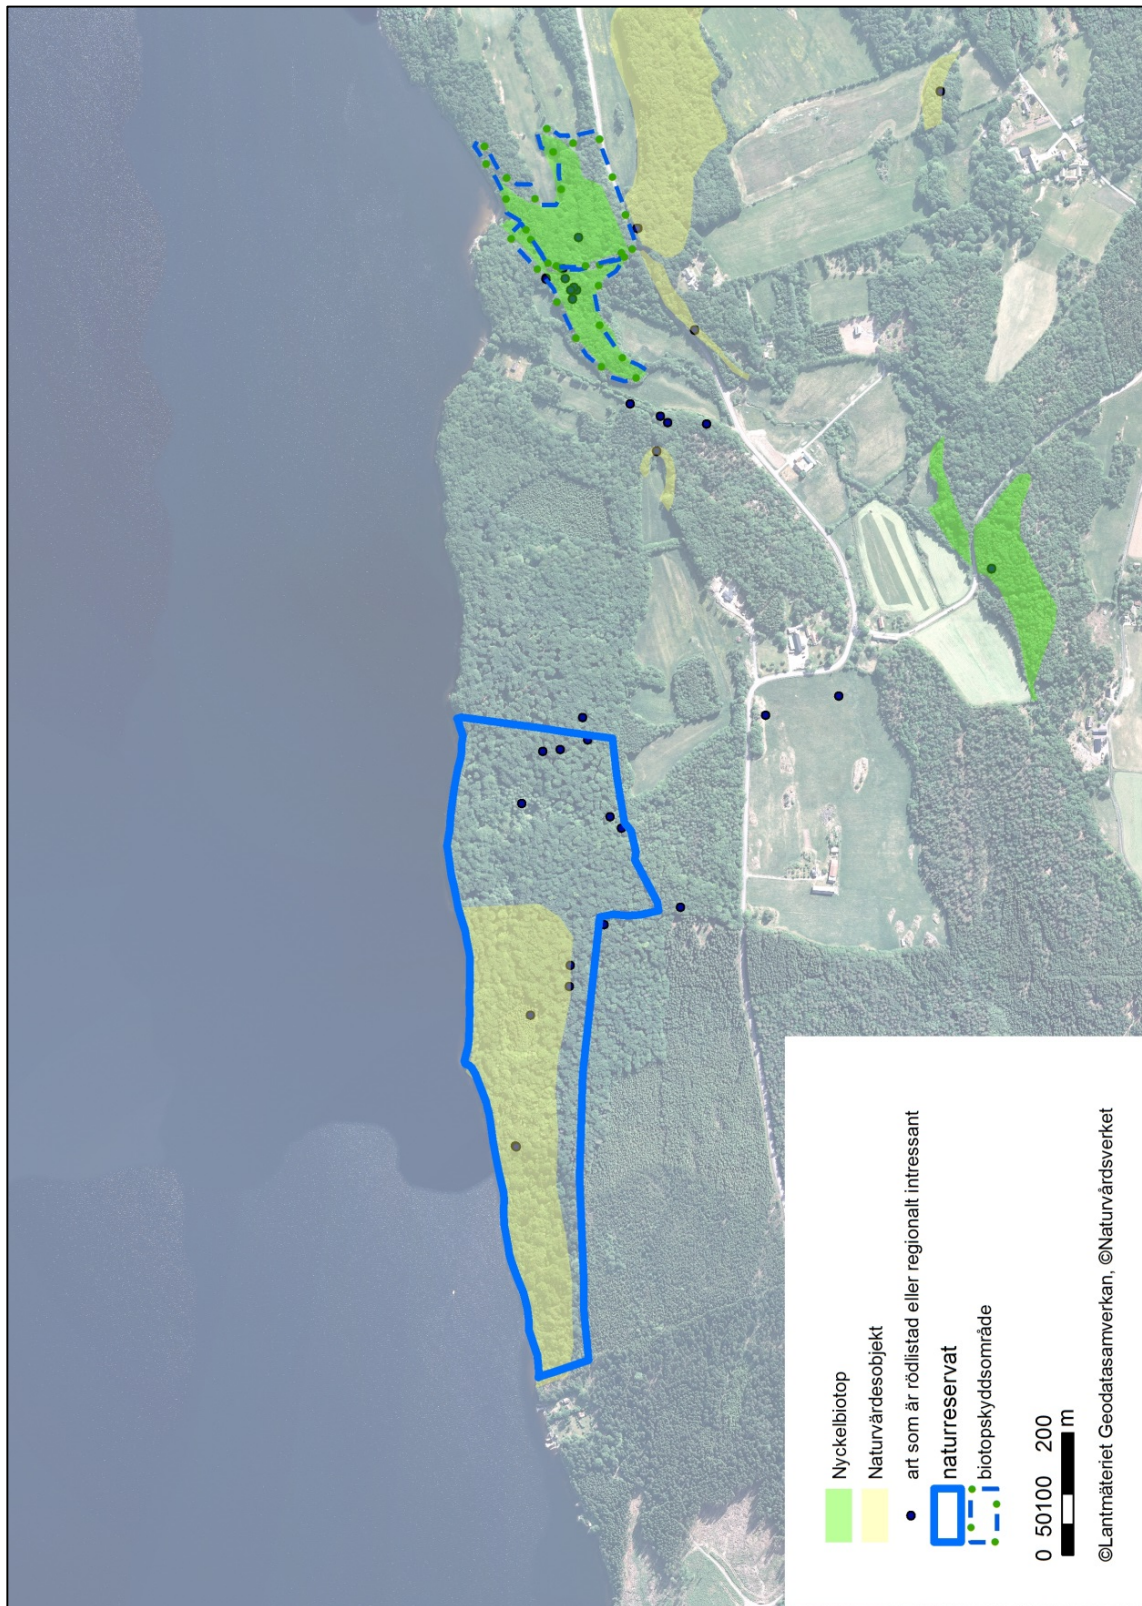 Nyckelbiotop
Naturvärdesobjekt
art som är rödlistad eller regionalt intressant
naturreservat
biotopskyddsområde
0 50100 200
m
©Lantmäteriet Geodatasamverkan, ©Naturvårdsverket